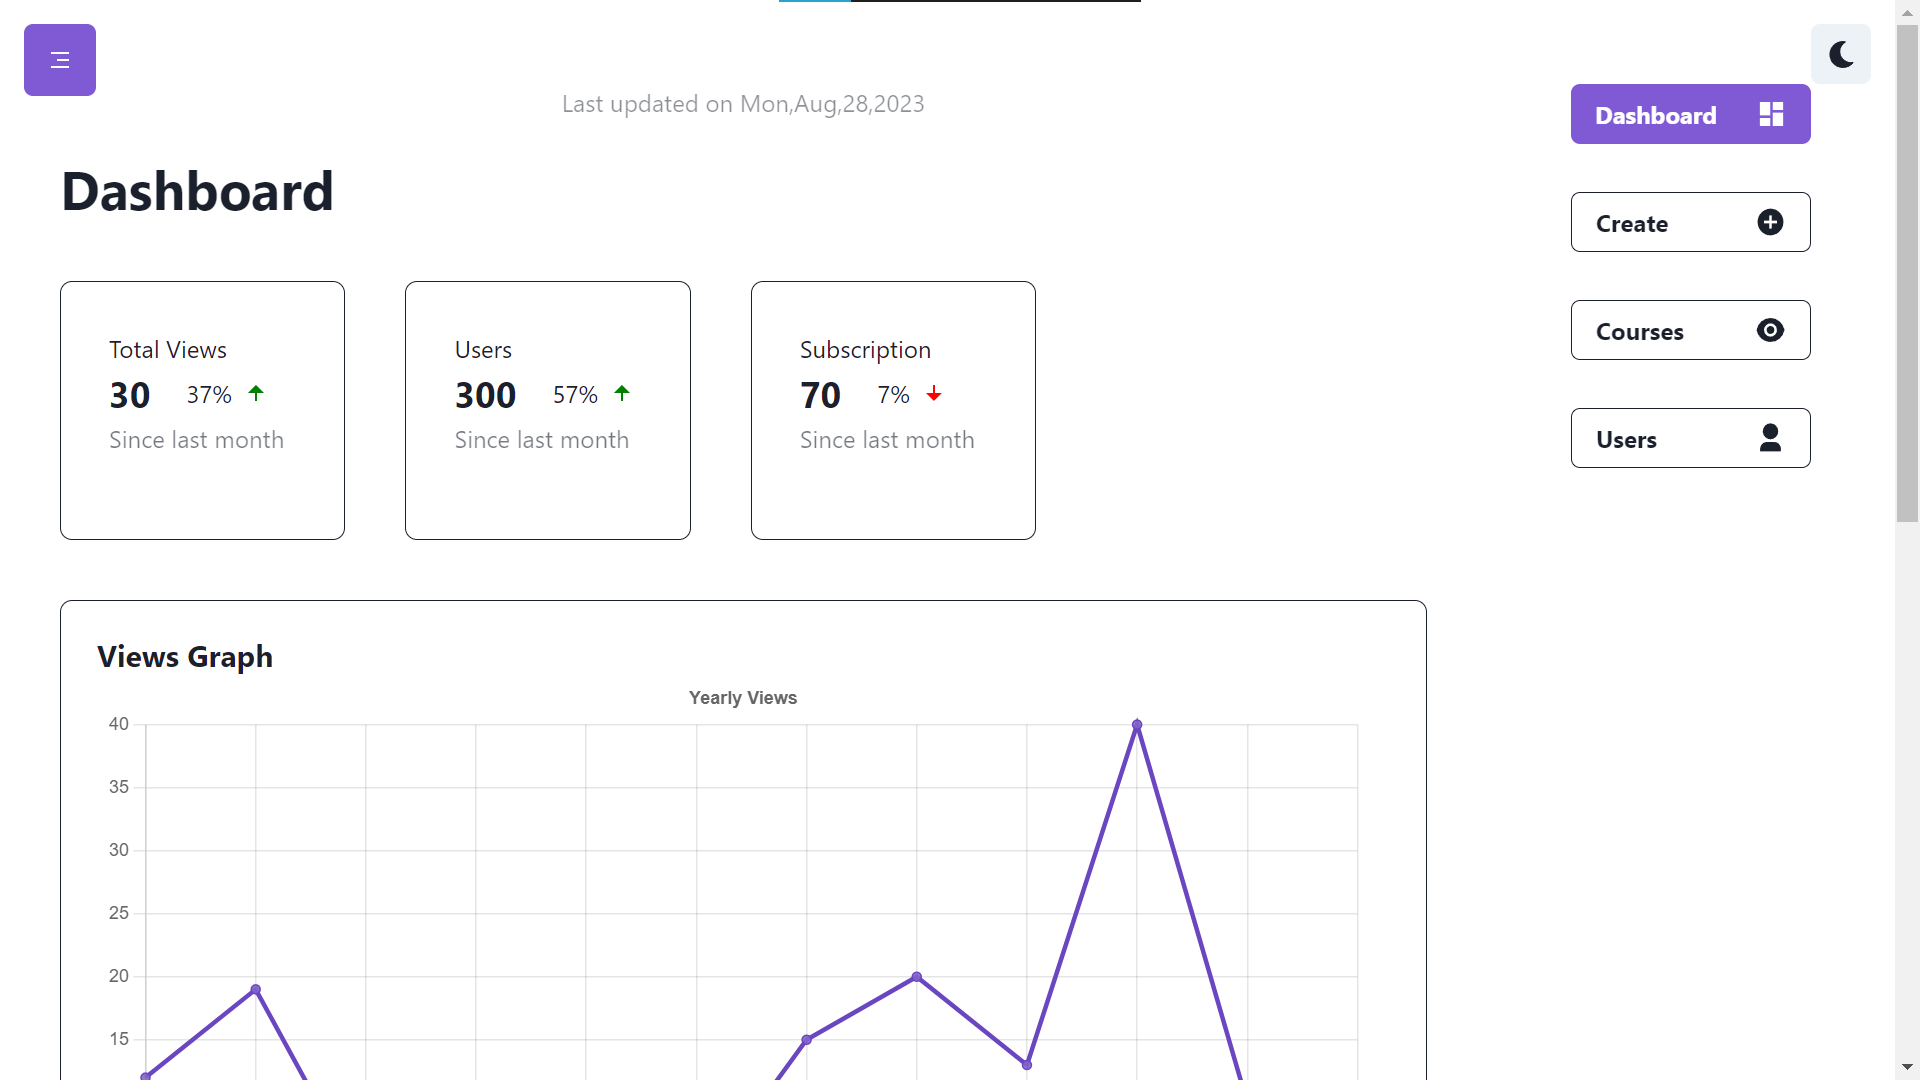 Last updated on Mon,Aug,28,2023
Dashboard
Total Views
30 37%
Since last month
Users
300 57%
Since last month
Subscription
70 7%
Since last month
Dashboard
Create
Courses
Users
Views Graph
Yearly Views
40
35
30
25
20
15